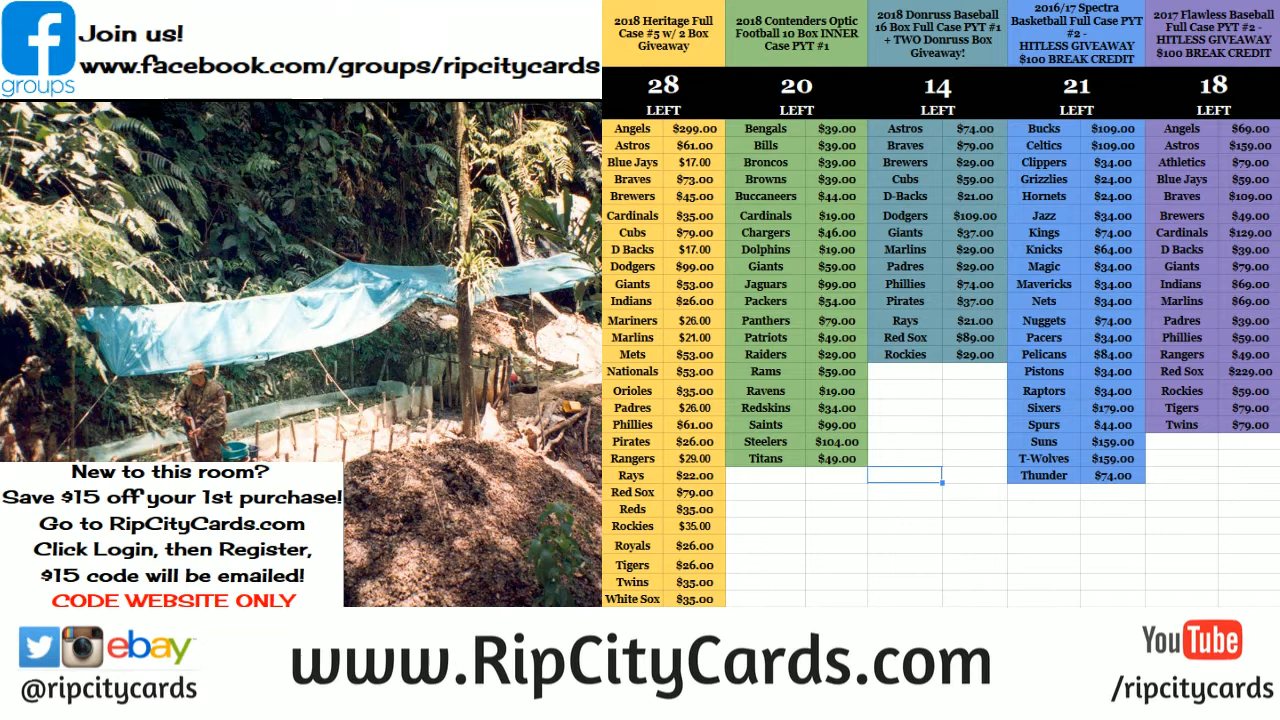 Join us!
www.facebook.com/groups/ripcitycards
groups
2018 Heritage Full
Case #5 w/ 2 Box
Giveaway
28
LEFT
Angels $299.00
Astros $61.00
Blue Jays $17.00
Braves $73.00
Brewers $45.00
Cardinals $35.00
Cubs $79.00
D Backs $17.00
Dodgers $99.00
Giants $53.00
Indians $26.00
Mariners $26.00
Marlins $21.00
Mets $53.00
Nationals $53.00
Orioles $35.00
Padres $26.00
Phillies $61.00
Pirates $26.00
Rangers $29.00
Rays $22.00
Red Sox $79.00
Reds $35.00
Rockies $35.00
Royals $26.00
Tigers $26.00
Twins $35.00
White Sox $35.00
2018 Contenders Optic
Football 10 Box INNER
Case PYT #1
20
LEFT
Bengals $39.00
Bills $39.00
Broncos $39.00
Browns $39.00
Buccaneers $44.00
Cardinals $19.00
Chargers $46.00
Dolphins $19.00
Giants $59.00
Jaguars $99.00
Packers $54.00
Panthers $79.00
Patriots $49.00
Raiders $29.00
Rams $59.00
Ravens $19.00
Redskins $34.00
Saints $99.00
Steelers $104.00
Titans $49.00
2018 Donruss Baseball
16 Box Full Case PYT #1
+ TWO Donruss Box
Giveaway!
14
LEFT
Astros $74.00
Braves $79.00
Brewers $29.00
Cubs $59.00
D-Backs $21.00
Dodgers $109.00
Giants $37.00
Marlins $29.00
Padres $29.00
Phillies $74.00
Pirates $37.00
Rays $21.00
Red Sox $89.00
Rockies $29.00
2016/17 Spectra
Basketball Full Case PYT
#2 -
HITLESS GIVEAWAY
$100 BREAK CREDIT
21
LEFT
Bucks $109.00
Celtics $109.00
Clippers $34.00
Grizzlies $24.00
Hornets $24.00
Jazz $34.00
Kings $74.00
Knicks $64.00
Magic $34.00
Mavericks $34.00
Nets $34.00
Nuggets $74.00
Pacers $34.00
Pelicans $84.00
Pistons $34.00
Raptors $34.00
Sixers $179.00
Spurs $44.00
Suns $159.00
T-Wolves $159.00
Thunder $74.00
2017 Flawless Baseball
Full Case PYT #2 -
HITLESS GIVEAWAY
$100 BREAK CREDIT
18
LEFT
Angels $69.00
Astros $159.00
Athletics $79.00
Blue Jays $59.00
Braves $109.00
Brewers $49.00
Cardinals $129.00
D Backs $39.00
Giants $79.00
Indians $69.00
Marlins $69.00
Padres $39.00
Phillies $59.00
Rangers $49.00
Red Sox $229.00
Rockies $59.00
Tigers $79.00
Twins $79.00
New to this room?
Save $15 off your 1st purchase!
Go to RipCityCards.com
Click Login, then Register,
$15 code will be emailed!
CODE WEBSITE ONLY
ebay
@ripcitycards
www.RipCityCards.com
YouTube
/ripcitycards